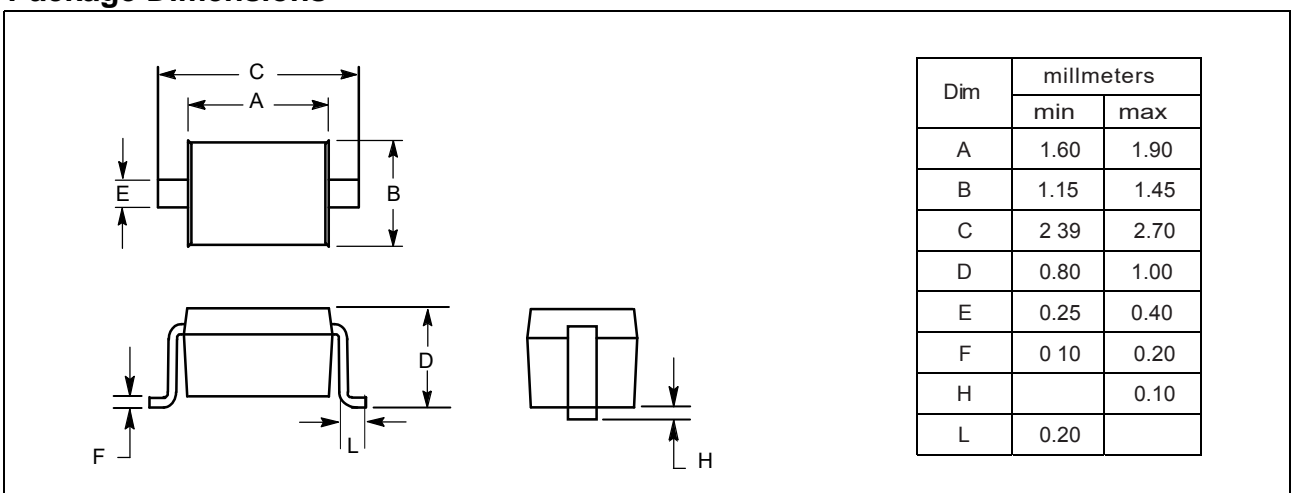 Package Dimensions
C
A
E
B
D
F
L
H
Dim millmeters
min max
A 1.60 1.90
B 1.15 1.45
C 2 39 2.70
D 0.80 1.00
E 0.25 0.40
F 0 10 0.20
H 0.10
L 0.20